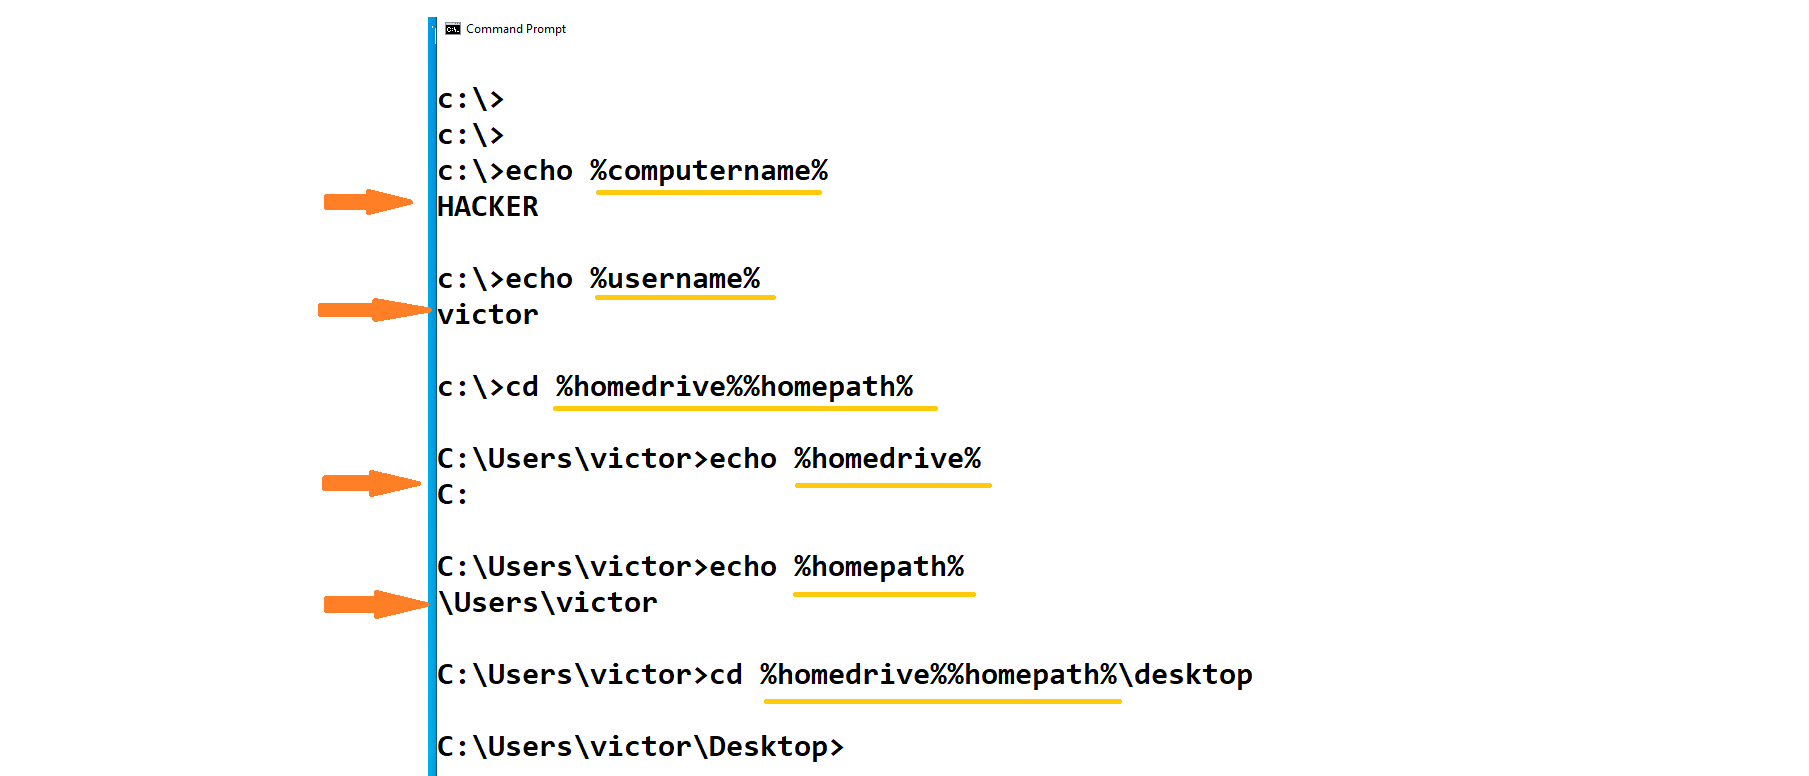 Command Prompt
c:\>
c:\>
c:\>echo %computername%
HACKER
c:\>echo %username%
victor
c:\>cd %homedrive%%homepath%
C:\Users\victor>echo %homedrive%
C:
C:\Users\victor>echo %homepath%
\Users\victor
C:\Users\victor>cd %homedrive%%homepath%\desktop
C:\Users\victor\Desktop>